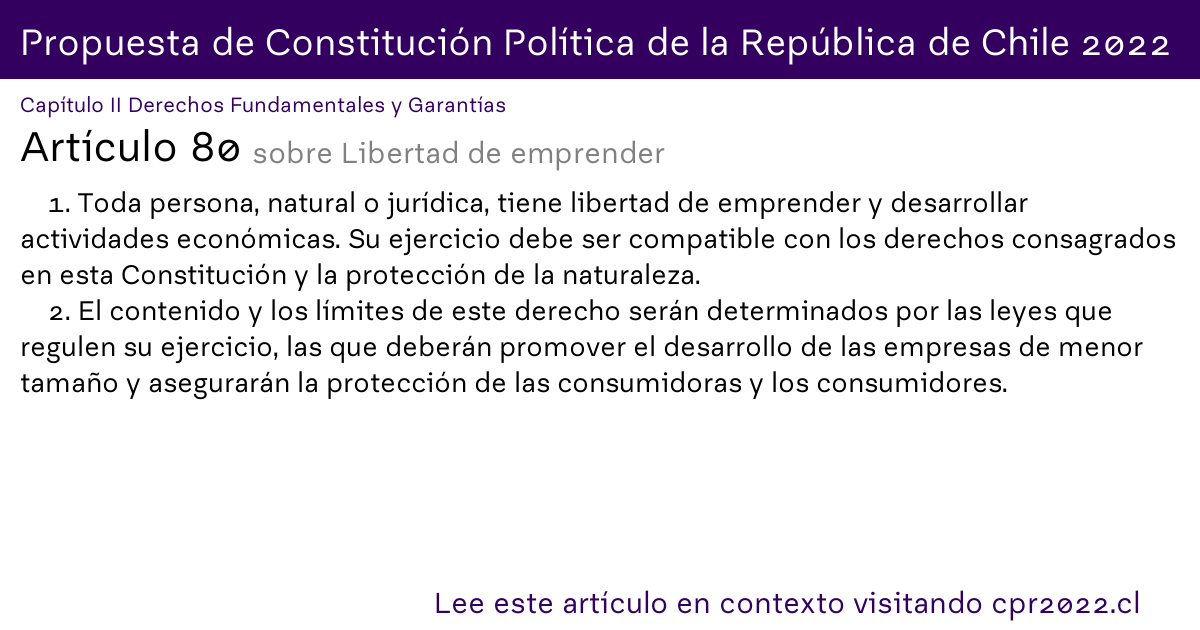 Propuesta de Constitución Política de la República de Chile 2022
Capítulo II Derechos Fundamentales y Garantías
Artículo 80 sobre Libertad de emprender
1. Toda persona, natural o jurídica, tiene libertad de emprender y desarrollar
actividades económicas. Su ejercicio debe ser compatible con los derechos consagrados
en esta Constitución y la protección de la naturaleza.
2. El contenido y los límites de este derecho serán determinados por las leyes que
regulen su ejercicio, las que deberán promover el desarrollo de las empresas de menor
tamaño y asegurarán la protección de las consumidoras y los consumidores.
Lee este artículo en contexto visitando cpr2022.cl